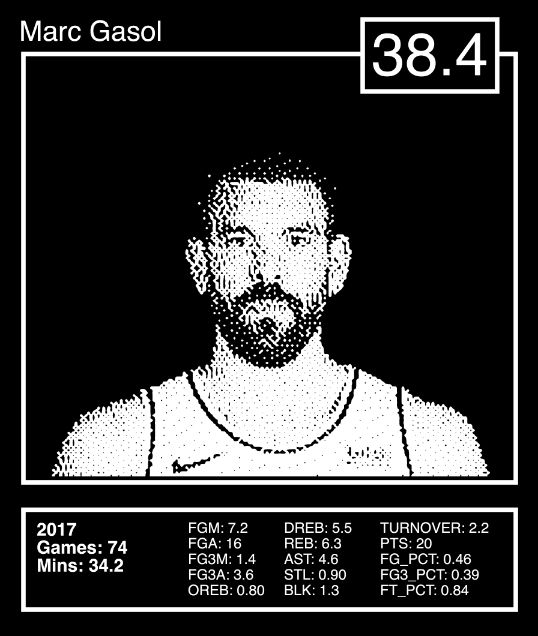 Marc Gasol
38.4
2017
Games: 74
Mins: 34.2
FGM: 7.2
FGA: 16
FG3M: 1.4
FG3A: 3.6
OREB: 0.80
DREB: 5.5
REB: 6.3
AST: 4.6
STL: 0.90
BLK: 1.3
TURNOVER: 2.2
PTS: 20
FG_PCT: 0.46
FG3_PCT: 0.39
FT_PCT: 0.84